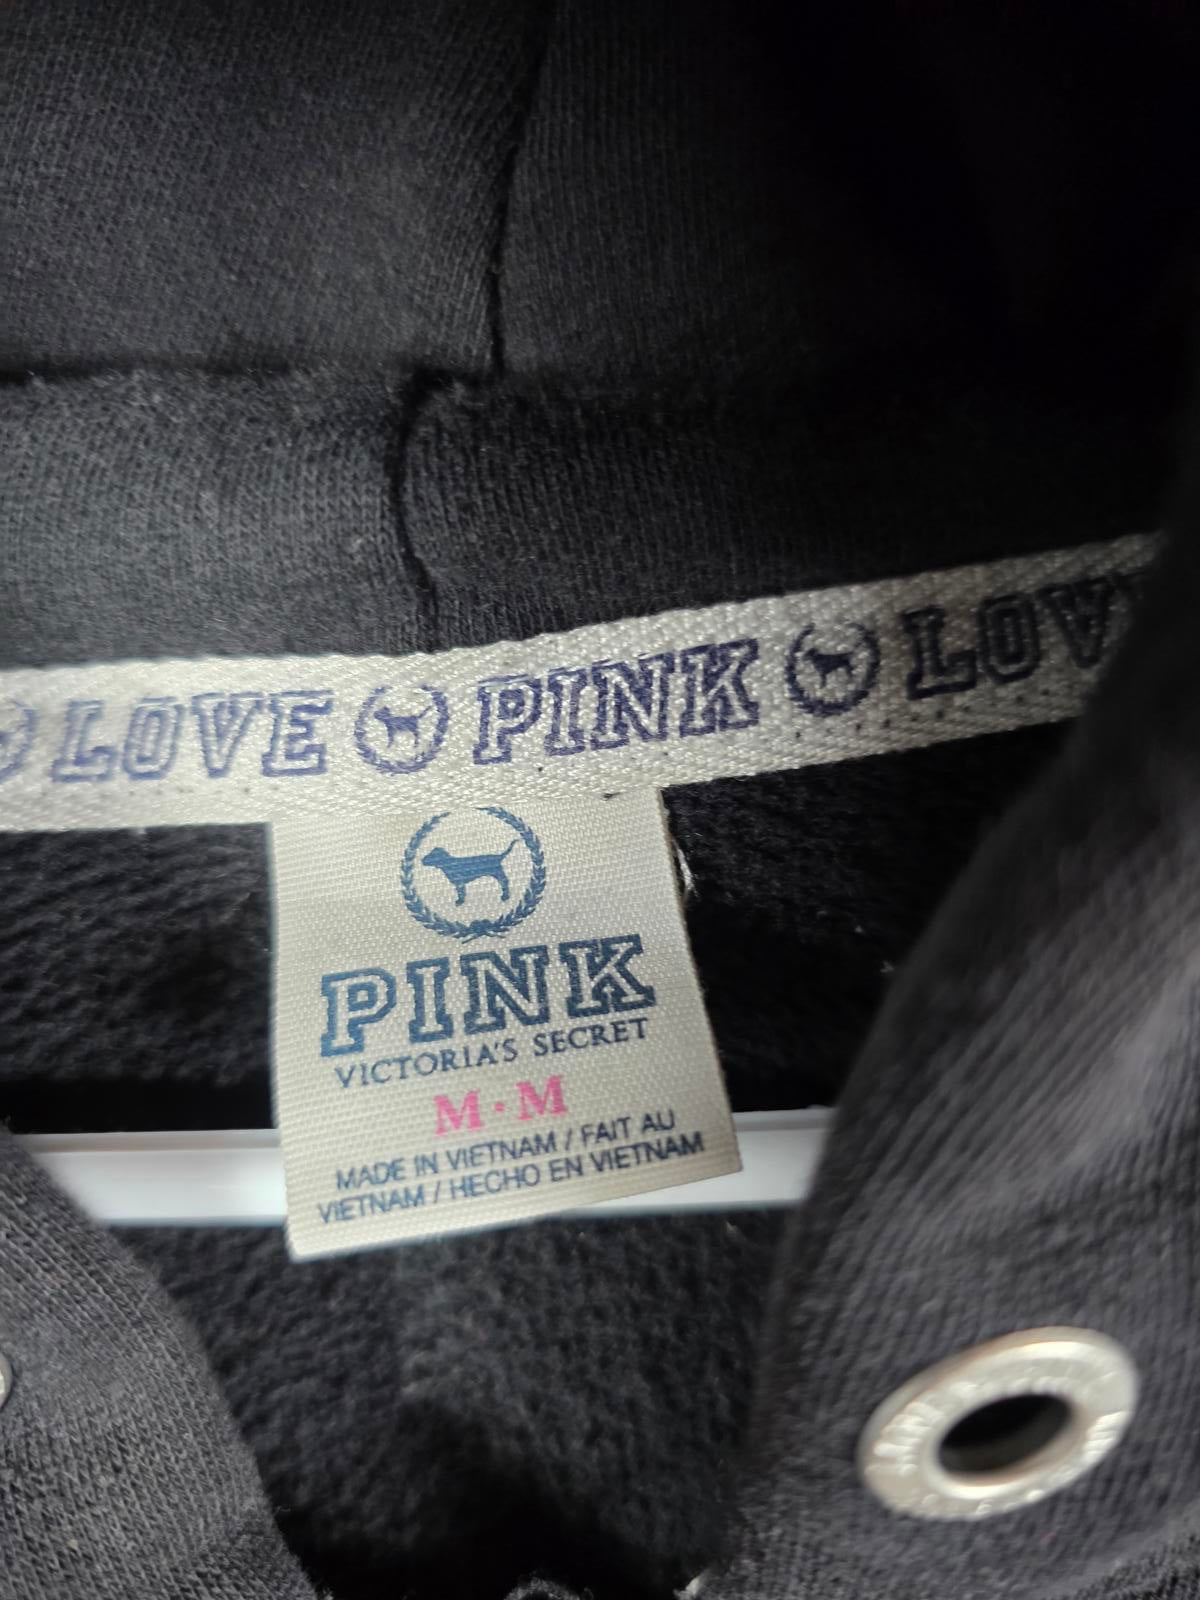 LOVE PINK LOV
PINK
VICTORIA'S SECRET
M·M
MADE IN VIETNAM / FAIT AU
VIETNAM / HECHO EN VIETNAM